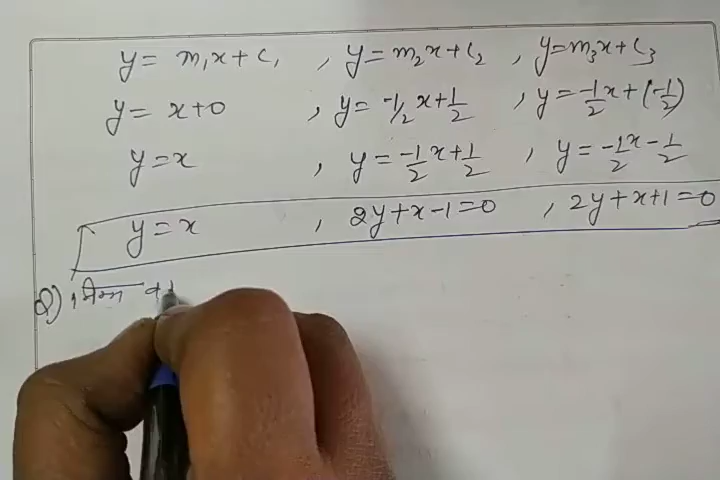 y = m₁x + c₁ , y = m₂x + c₂ , y = m₃x + c₃
y = x + 0 , y = -1/2 x + 1/2 , y = -1/2 x + (-1/2)
y = x , y = -1/2 x + 1/2 , y = -1/2 x - 1/2
y = x , 2y + x - 1 = 0 , 2y + x + 1 = 0
Q) निम्न